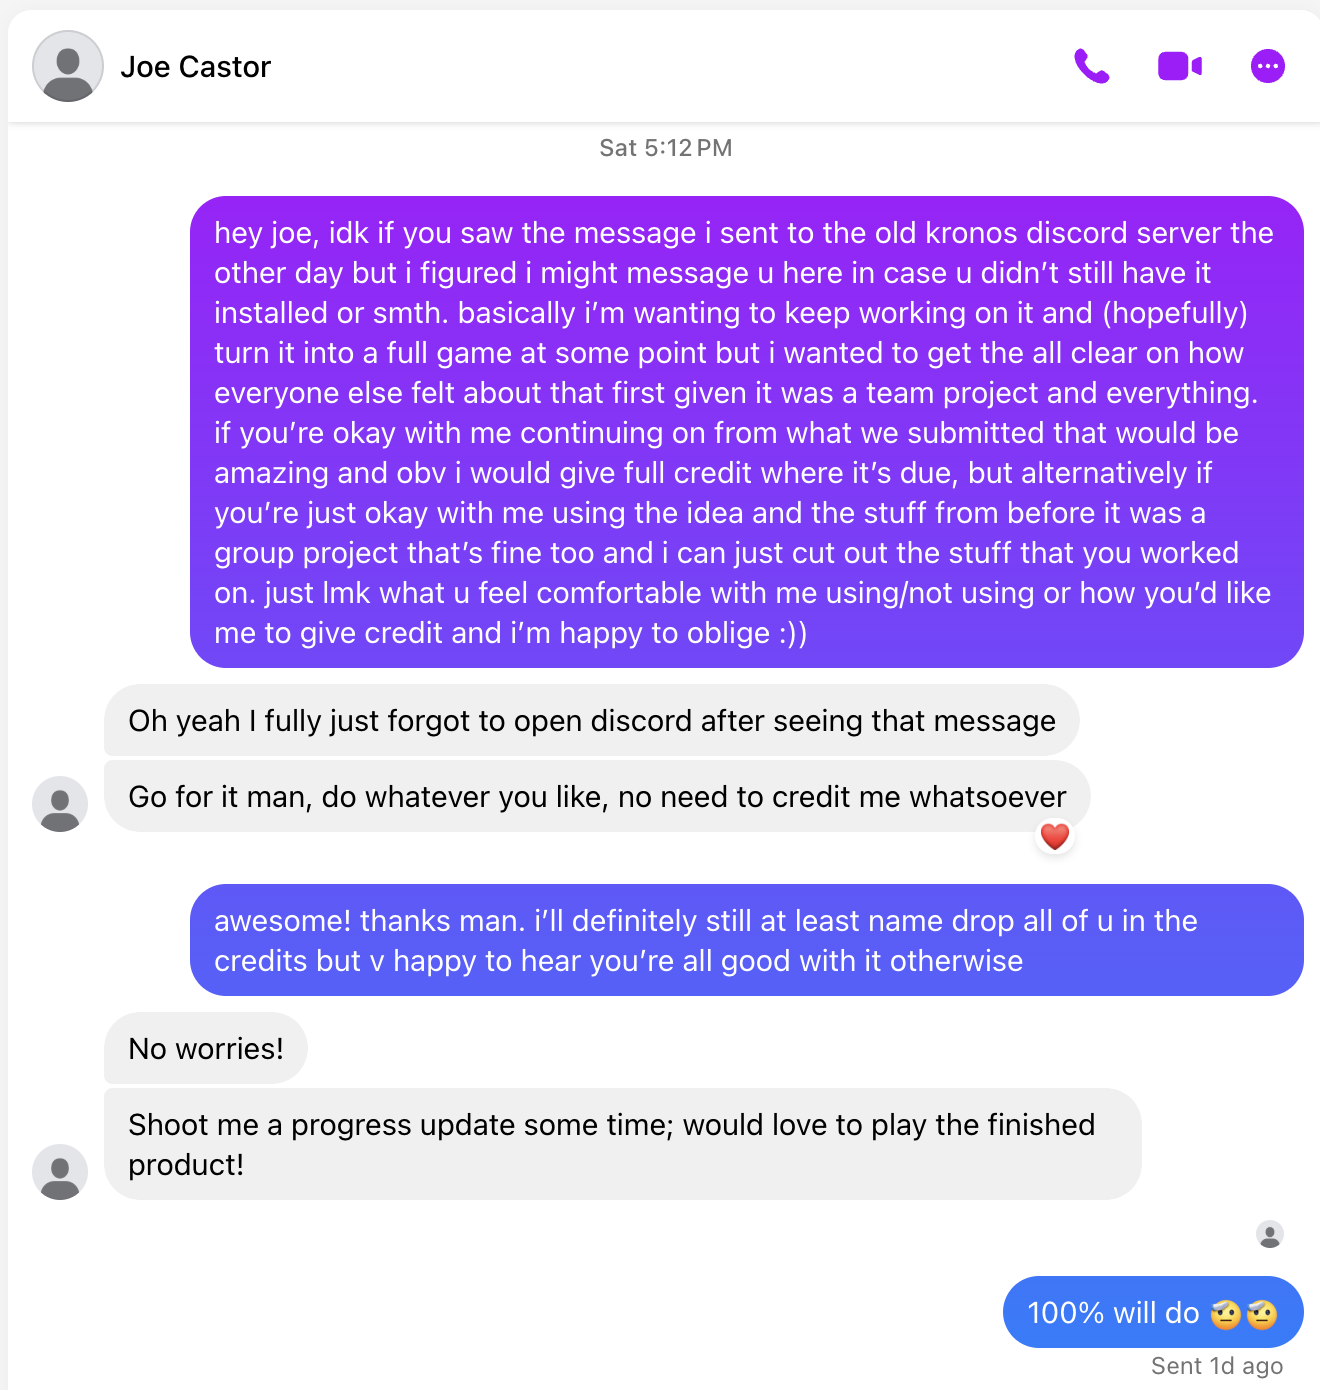 Joe Castor
Sat 5:12 PM
hey joe, idk if you saw the message i sent to the old kronos discord server the
other day but i figured i might message u here in case u didn’t still have it
installed or smth. basically i’m wanting to keep working on it and (hopefully)
turn it into a full game at some point but i wanted to get the all clear on how
everyone else felt about that first given it was a team project and everything.
if you’re okay with me continuing on from what we submitted that would be
amazing and obv i would give full credit where it’s due, but alternatively if
you’re just okay with me using the idea and the stuff from before it was a
group project that’s fine too and i can just cut out the stuff that you worked
on. just lmk what u feel comfortable with me using/not using or how you’d like
me to give credit and i’m happy to oblige :))
Oh yeah I fully just forgot to open discord after seeing that message
Go for it man, do whatever you like, no need to credit me whatsoever
awesome! thanks man. i’ll definitely still at least name drop all of u in the
credits but v happy to hear you’re all good with it otherwise
No worries!
Shoot me a progress update some time; would love to play the finished
product!
100% will do 🤕🤕
Sent 1d ago